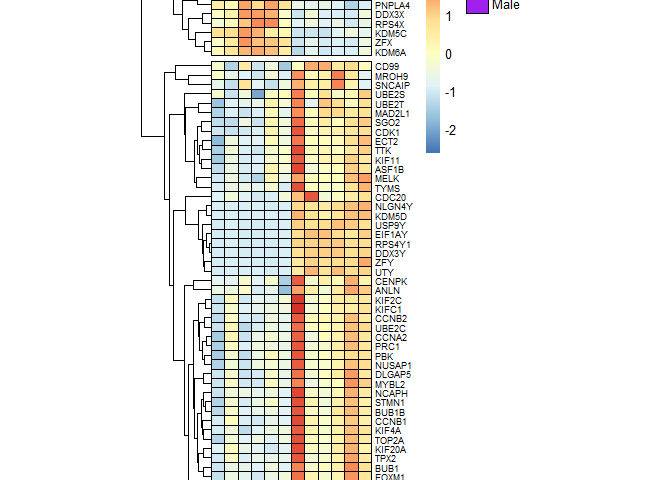 PNPLA4
DDX3X
RPS4X
KDM5C
ZFX
KDM6A
CD99
MROH9
SNCAIP
UBE2S
UBE2T
MAD2L1
SGO2
CDK1
ECT2
TTK
KIF11
ASF1B
MELK
TYMS
CDC20
NLGN4Y
KDM5D
USP9Y
EIF1AY
RPS4Y1
DDX3Y
ZFY
UTY
CENPK
ANLN
KIF2C
KIFC1
CCNB2
UBE2C
CCNA2
PRC1
PBK
NUSAP1
DLGAP5
MYBL2
NCAPH
STMN1
BUB1B
CCNB1
KIF4A
TOP2A
KIF20A
TPX2
BUB1
FOXM1
1
0
-1
-2
Male